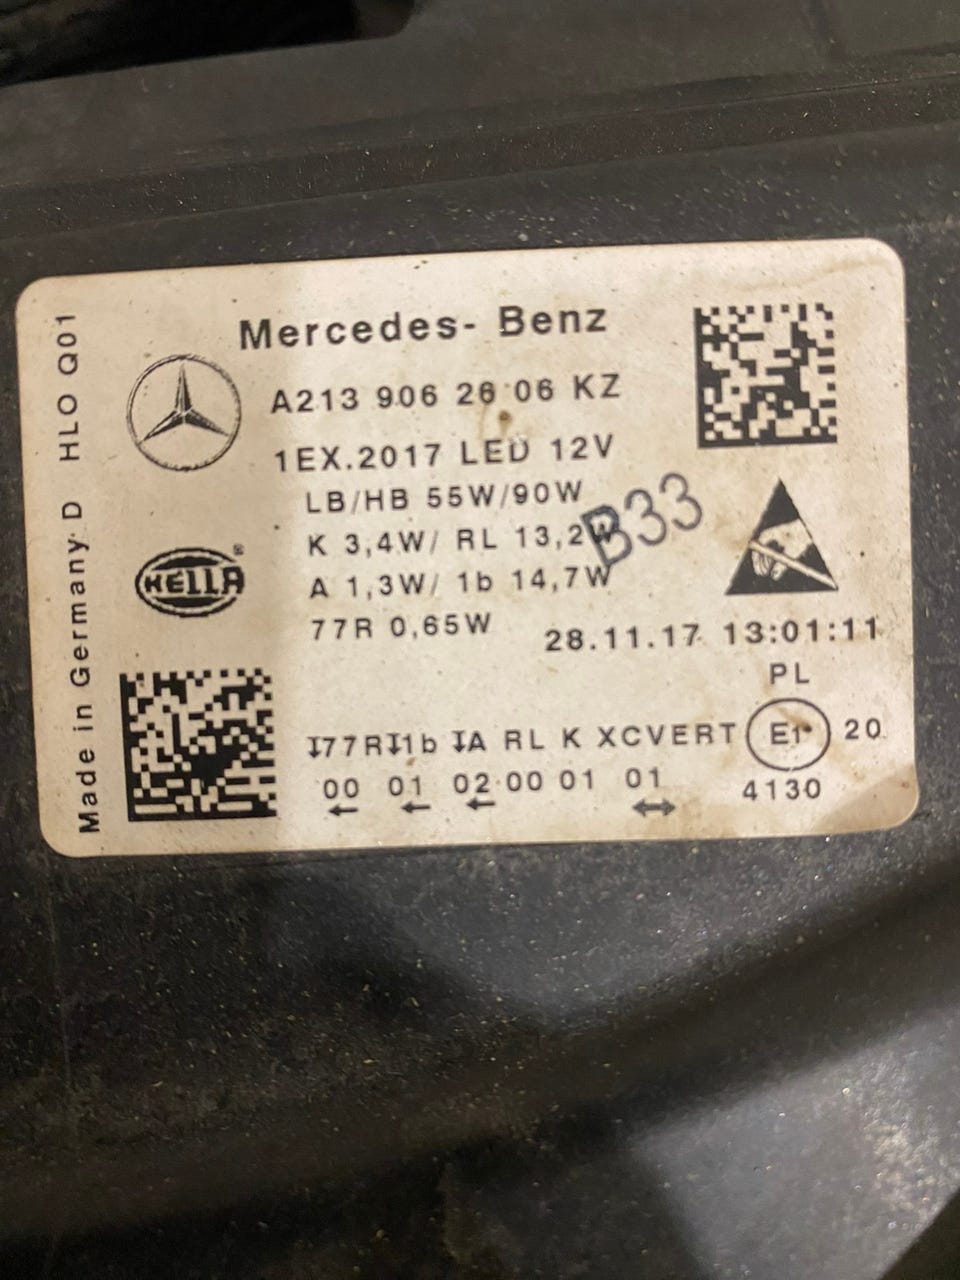 Mercedes- Benz
A213 906 26 06 KZ
1EX.2017 LED 12V
LB/HB 55W/90W
K 3,4W/ RL 13,2W
A 1,3W/ 1b 14,7W
77R 0,65W
B33
28.11.17 13:01:11
PL
77R 1b A RL K XCVERT E1 20
00 01 02 00 01 01 4130
HELLA ®
Made in Germany D HLO Q01